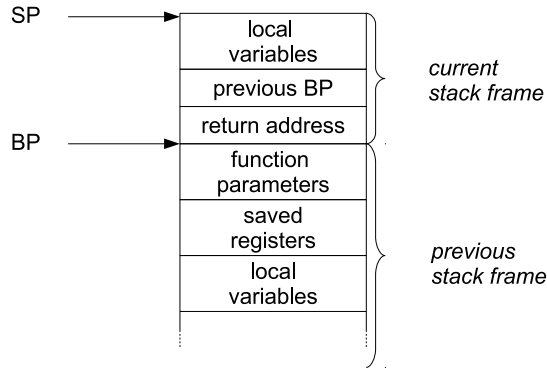 SP
local
variables
previous BP
return address
current
stack frame
BP
function
parameters
saved
registers
local
variables
previous
stack frame